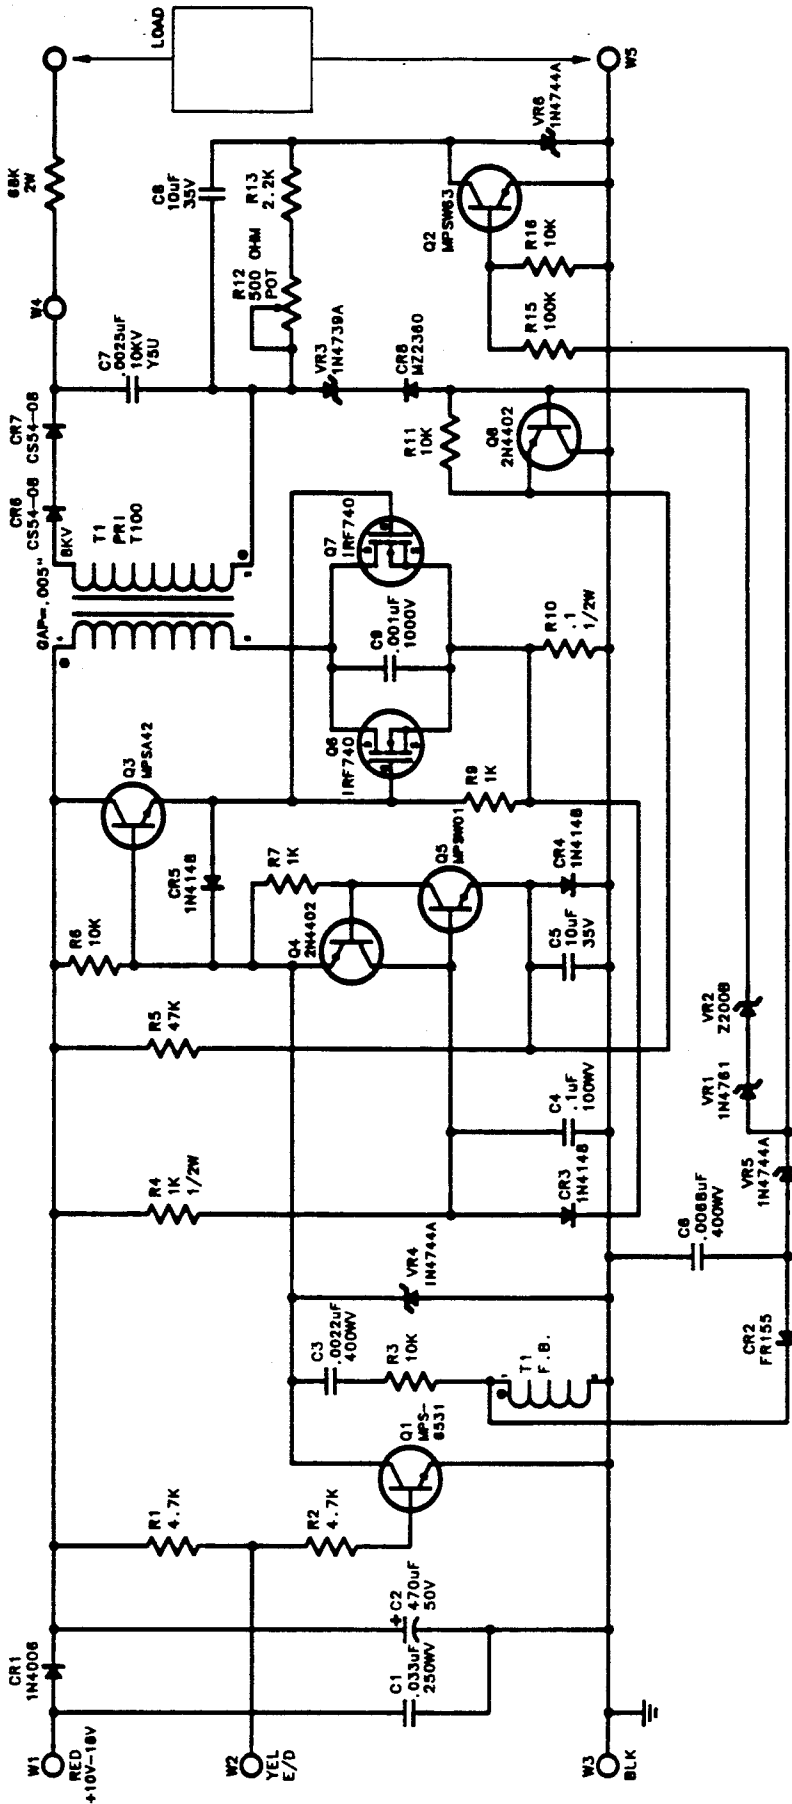 W1
RED
+10V-18V
CR1
1N4006
W2
YEL
E/D
W3
BLK
C1
.033uF
250WV
+C2
470uF
50V
R1
4.7K
R2
4.7K
Q1
MPS-
6531
C3
.0022uF
400WV
R3
10K
T1
F.B.
VR4
1N4744A
R4
1K
1/2W
CR3
1N4148
C4
.1uF
100WV
R5
47K
R6
10K
CR5
1N4148
Q3
MPSA42
R7
1K
Q4
2N4402
Q5
MPSW01
C5
10uF
35V
CR4
1N4148
R9
1K
Q6
IRF740
C9
.001uF
1000V
Q7
IRF740
R10
.1
1/2W
GAP=.005"
T1
PRI
T100
8KV
CR6
CS54-08
CR7
CS54-08
W4
68K
2W
C7
.0025uF
10KV
Y5U
C8
10uF
35V
R12
500 OHM
POT
R13
2.2K
VR3
1N4739A
CR8
MZ2360
R11
10K
Q8
2N4402
Q2
MPSW63
R15
100K
R16
10K
VR6
1N4744A
LOAD
W5
CR2
FR155
C6
.0068uF
400WV
VR5
1N4744A
VR1
1N4761
VR2
Z200B